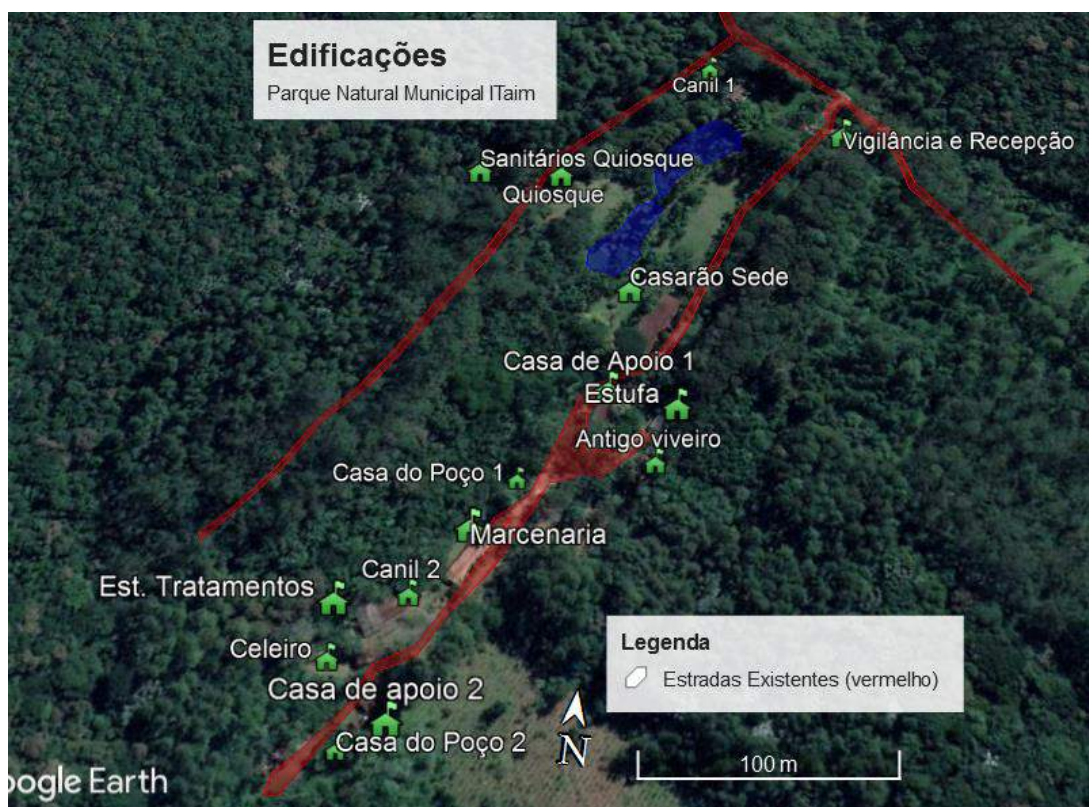 Edificações
Parque Natural Municipal ITaim
Canil 1
Vigilância e Recepção
Sanitários Quiosque
Quiosque
Casarão Sede
Casa de Apoio 1
Estufa
Antigo viveiro
Casa do Poço 1
Marcenaria
Canil 2
Est. Tratamentos
Celeiro
Casa de apoio 2
Casa do Poço 2
Legenda
Estradas Existentes (vermelho)
N
100 m
oogle Earth